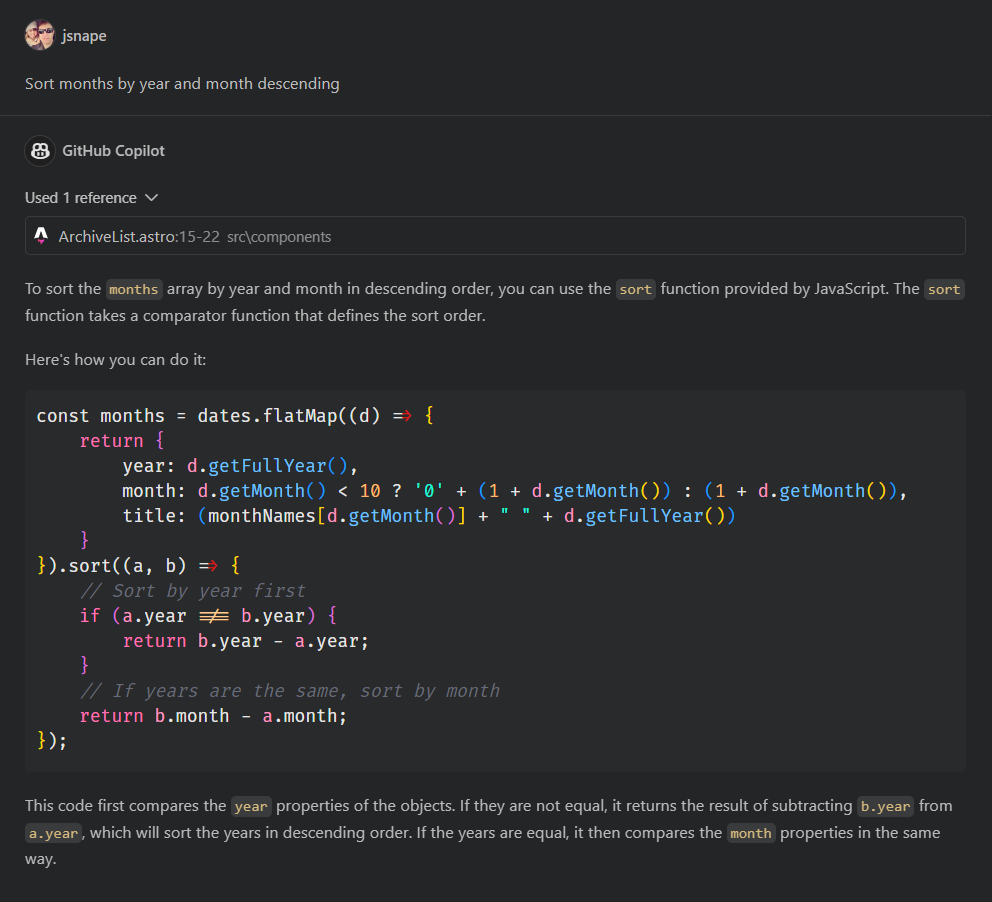 jsnape
Sort months by year and month descending
GitHub Copilot
Used 1 reference
ArchiveList.astro:15-22 src\components
To sort the months array by year and month in descending order, you can use the sort function provided by JavaScript. The sort
function takes a comparator function that defines the sort order.
Here's how you can do it:
const months = dates.flatMap((d) => {
    return {
        year: d.getFullYear(),
        month: d.getMonth() < 10 ? '0' + (1 + d.getMonth()) : (1 + d.getMonth()),
        title: (monthNames[d.getMonth()] + " " + d.getFullYear())
    }
}).sort((a, b) => {
    // Sort by year first
    if (a.year !== b.year) {
        return b.year - a.year;
    }
    // If years are the same, sort by month
    return b.month - a.month;
});
This code first compares the year properties of the objects. If they are not equal, it returns the result of subtracting b.year from
a.year, which will sort the years in descending order. If the years are equal, it then compares the month properties in the same
way.